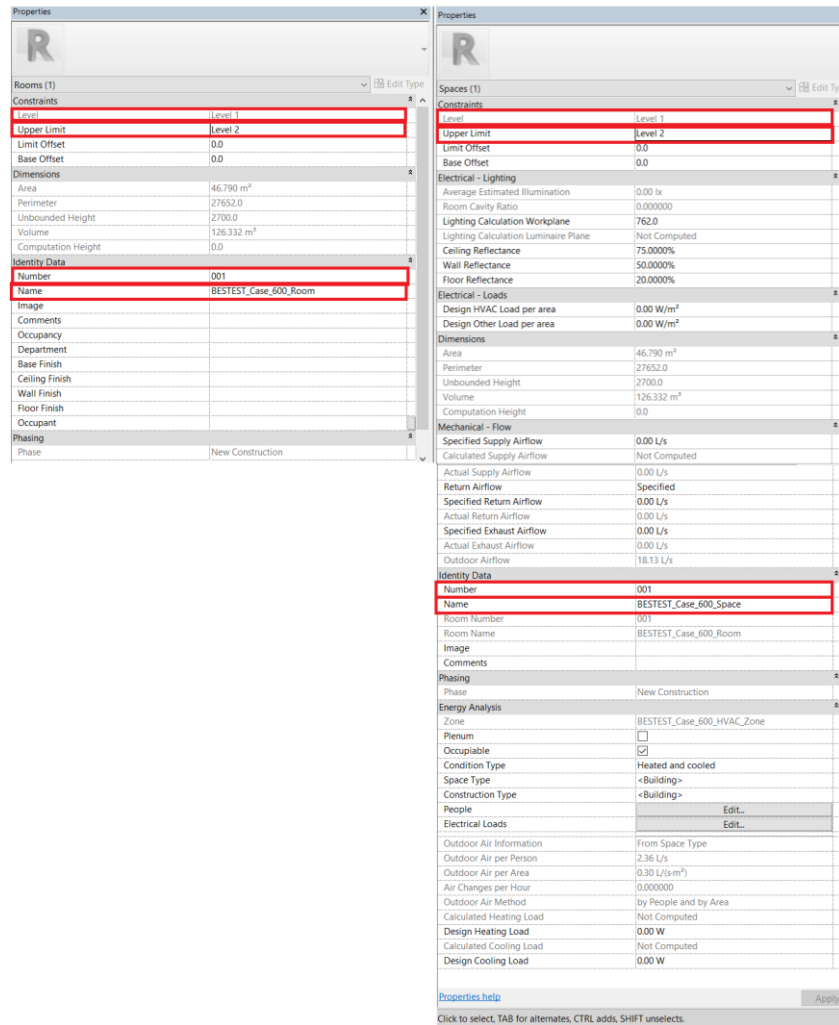 Properties
Rooms (1)
Edit Type
Constraints
Level Level 1
Upper Limit Level 2
Limit Offset 0.0
Base Offset 0.0
Dimensions
Area 46.790 m²
Perimeter 27652.0
Unbounded Height 2700.0
Volume 126.332 m³
Computation Height 0.0
Identity Data
Number 001
Name BESTEST_Case_600_Room
Image
Comments
Occupancy
Department
Base Finish
Ceiling Finish
Wall Finish
Floor Finish
Occupant
Phasing
Phase New Construction
Properties
Spaces (1)
Edit Ty
Constraints
Level Level 1
Upper Limit Level 2
Limit Offset 0.0
Base Offset 0.0
Electrical - Lighting
Average Estimated Illumination 0.00 lx
Room Cavity Ratio 0.000000
Lighting Calculation Workplane 762.0
Lighting Calculation Luminaire Plane Not Computed
Ceiling Reflectance 75.0000%
Wall Reflectance 50.0000%
Floor Reflectance 20.0000%
Electrical - Loads
Design HVAC Load per area 0.00 W/m²
Design Other Load per area 0.00 W/m²
Dimensions
Area 46.790 m²
Perimeter 27652.0
Unbounded Height 2700.0
Volume 126.332 m³
Computation Height 0.0
Mechanical - Flow
Specified Supply Airflow 0.00 L/s
Calculated Supply Airflow Not Computed
Actual Supply Airflow 0.00 L/s
Return Airflow Specified
Specified Return Airflow 0.00 L/s
Actual Return Airflow 0.00 L/s
Specified Exhaust Airflow 0.00 L/s
Actual Exhaust Airflow 0.00 L/s
Outdoor Airflow 18.13 L/s
Identity Data
Number 001
Name BESTEST_Case_600_Space
Room Number 001
Room Name BESTEST_Case_600_Room
Image
Comments
Phasing
Phase New Construction
Energy Analysis
Zone BESTEST_Case_600_HVAC_Zone
Plenum
Occupiable
Condition Type Heated and cooled
Space Type <Building>
Construction Type <Building>
People Edit...
Electrical Loads Edit...
Outdoor Air Information From Space Type
Outdoor Air per Person 2.36 L/s
Outdoor Air per Area 0.30 L/(s·m²)
Air Changes per Hour 0.000000
Outdoor Air Method by People and by Area
Calculated Heating Load Not Computed
Design Heating Load 0.00 W
Calculated Cooling Load Not Computed
Design Cooling Load 0.00 W
Properties help
Apply
Click to select, TAB for alternates, CTRL adds, SHIFT unselects.